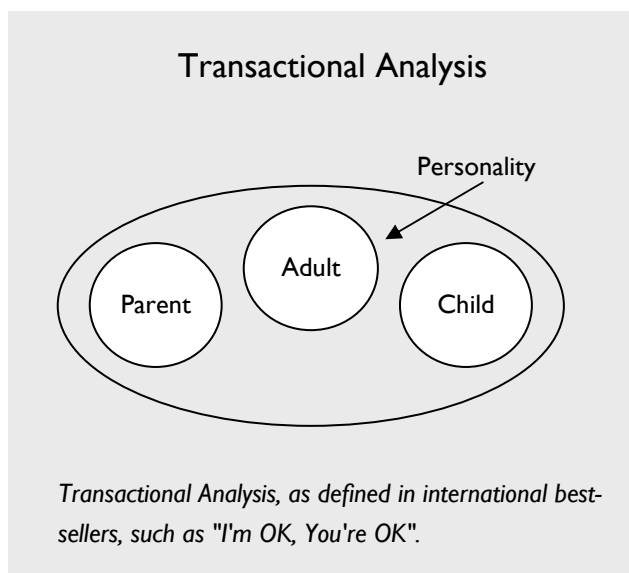 Transactional Analysis
Personality
Adult
Parent
Child
Transactional Analysis, as defined in international best-
sellers, such as "I'm OK, You're OK".